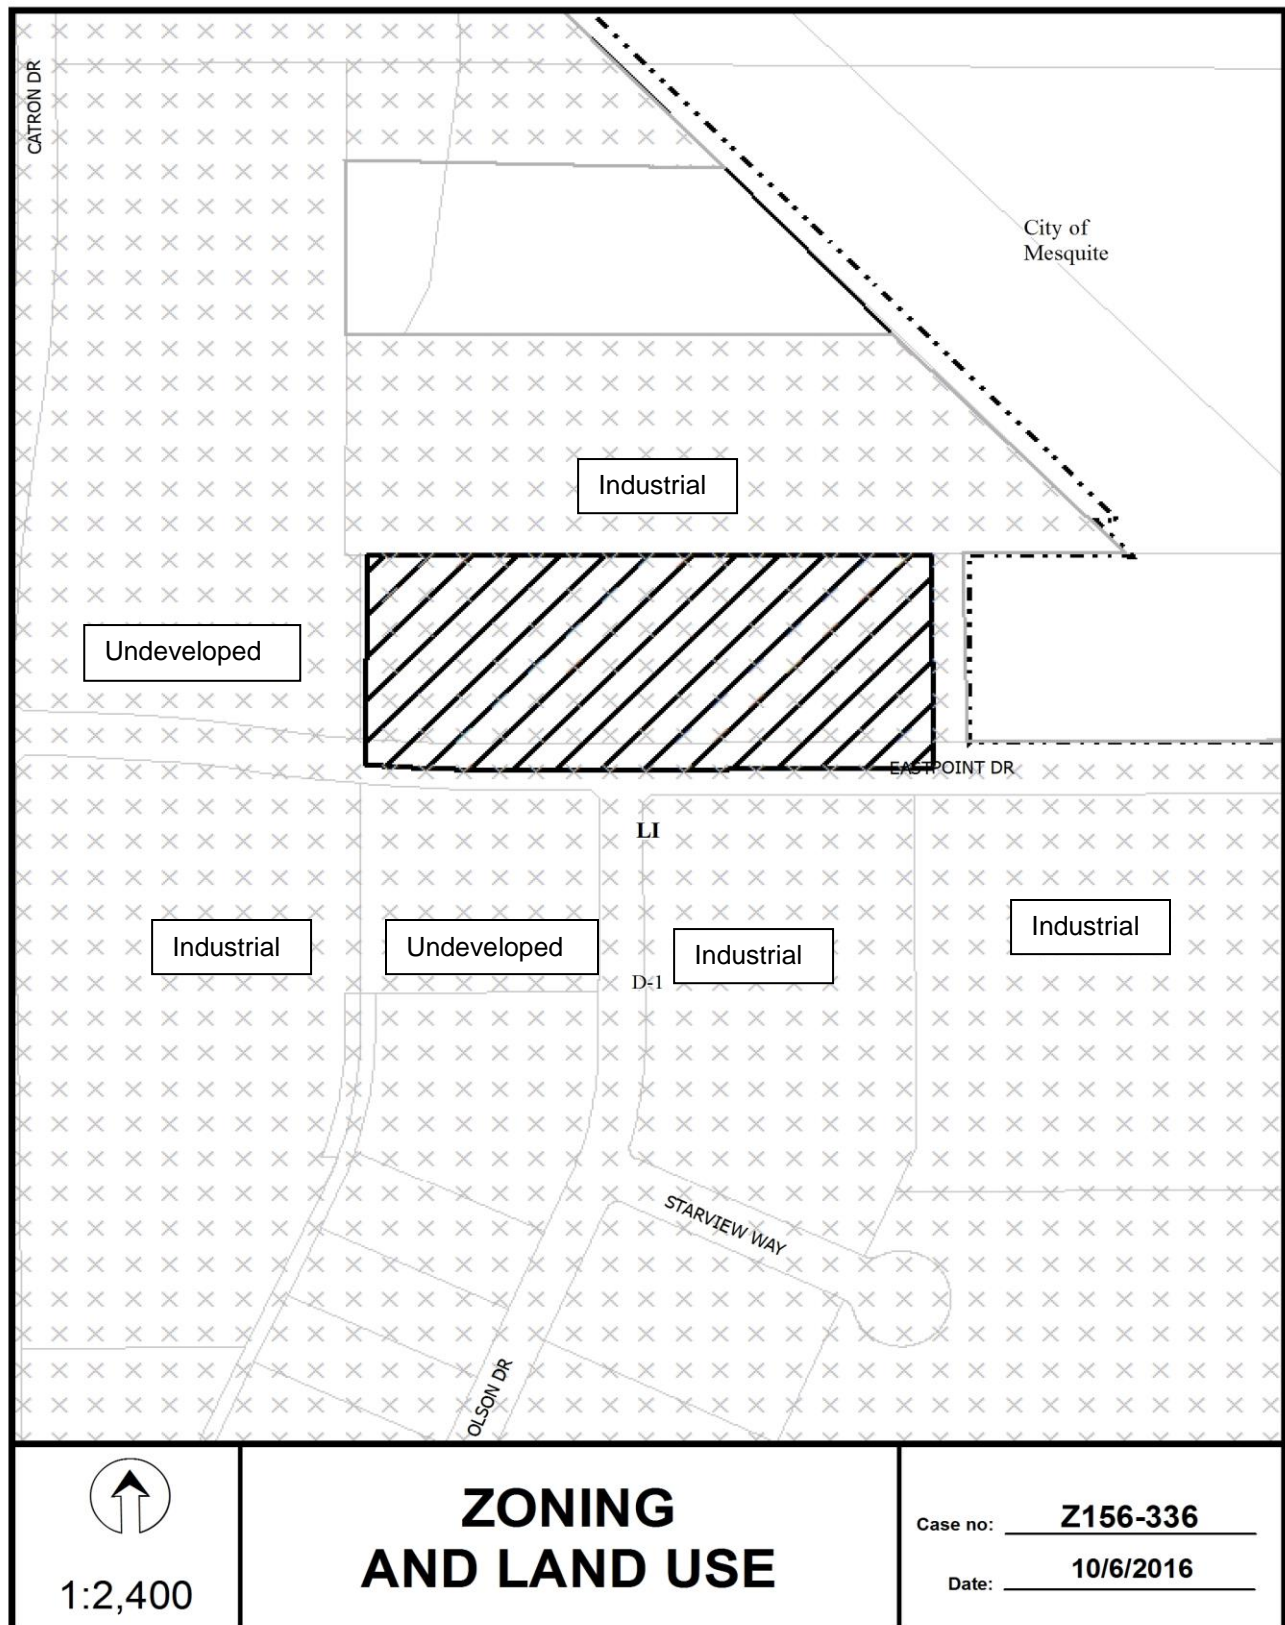 CATRON DR
City of
Mesquite
Industrial
Undeveloped
EASTPOINT DR
LI
Industrial
Undeveloped
Industrial
Industrial
D-1
STARVIEW WAY
OLSON DR
1:2,400
ZONING
AND LAND USE
Case no: Z156-336
Date: 10/6/2016